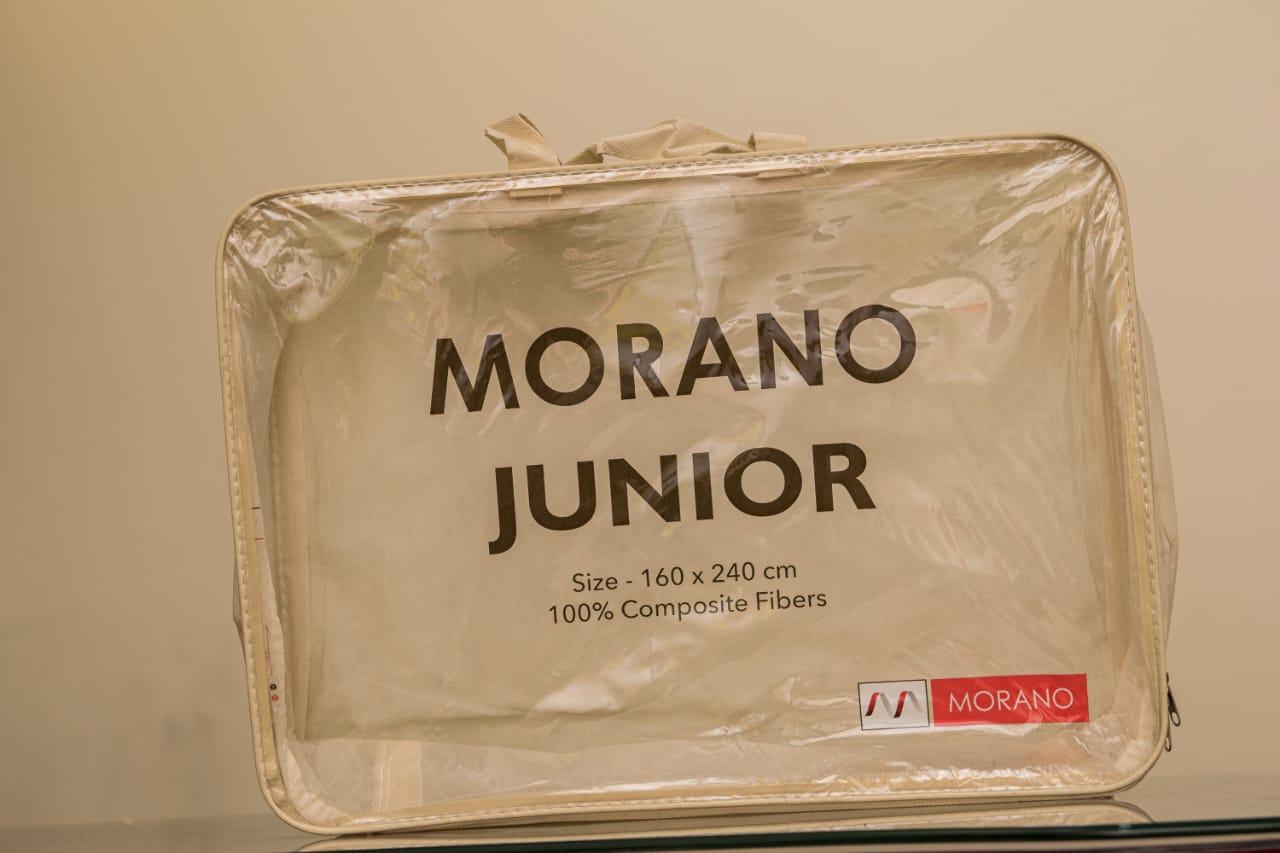 MORANO
JUNIOR
Size - 160 x 240 cm
100% Composite Fibers
MORANO